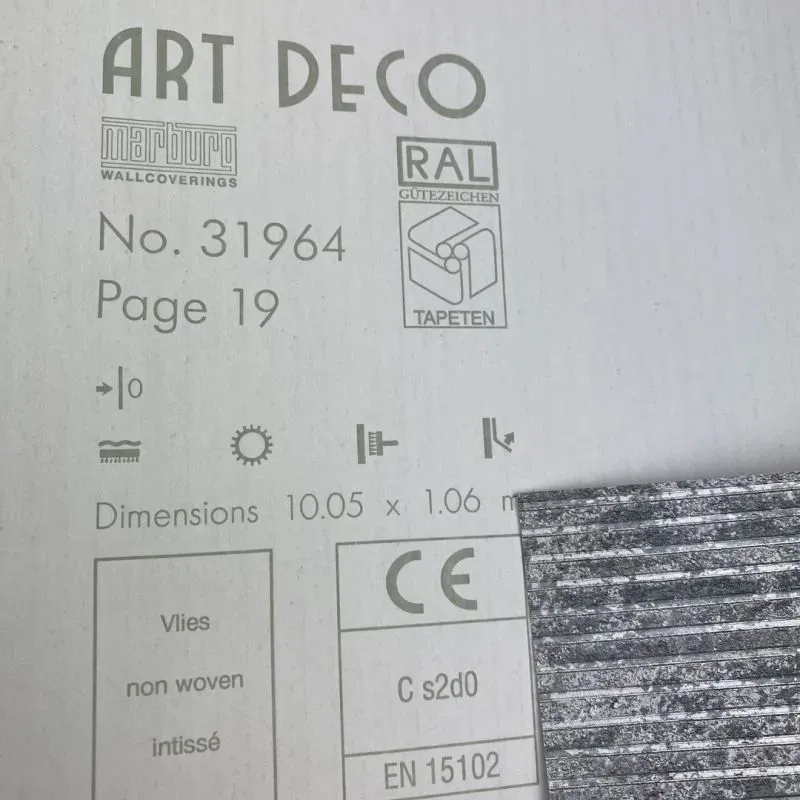 ART DECO
marburg
WALLCOVERINGS
RAL
GÜTEZEICHEN
TAPETEN
No. 31964
Page 19
0
Dimensions 10.05 x 1.06 m
Vlies
non woven
intissé
CE
C s2d0
EN 15102